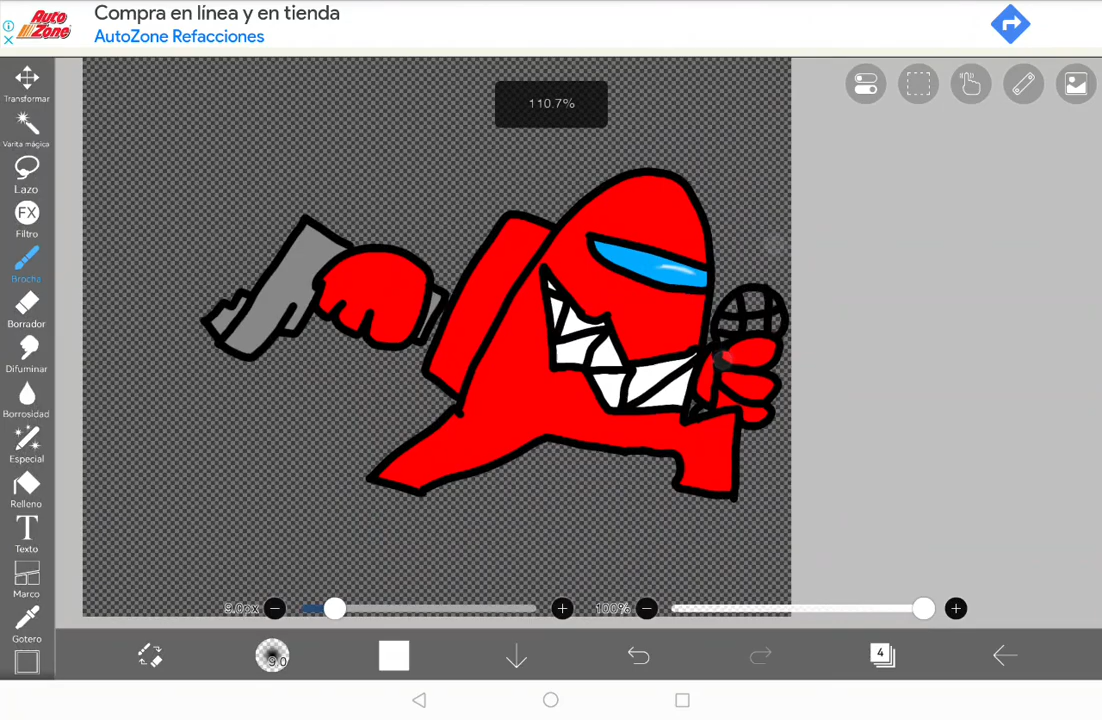 Auto
Zone
Compra en línea y en tienda
AutoZone Refacciones
110.7%
Transformar
Varita mágica
Lazo
FX
Filtro
Brocha
Borrador
Difuminar
Borrosidad
Especial
Relleno
T
Texto
Marco
Gotero
9.0px
100%
9.0
4